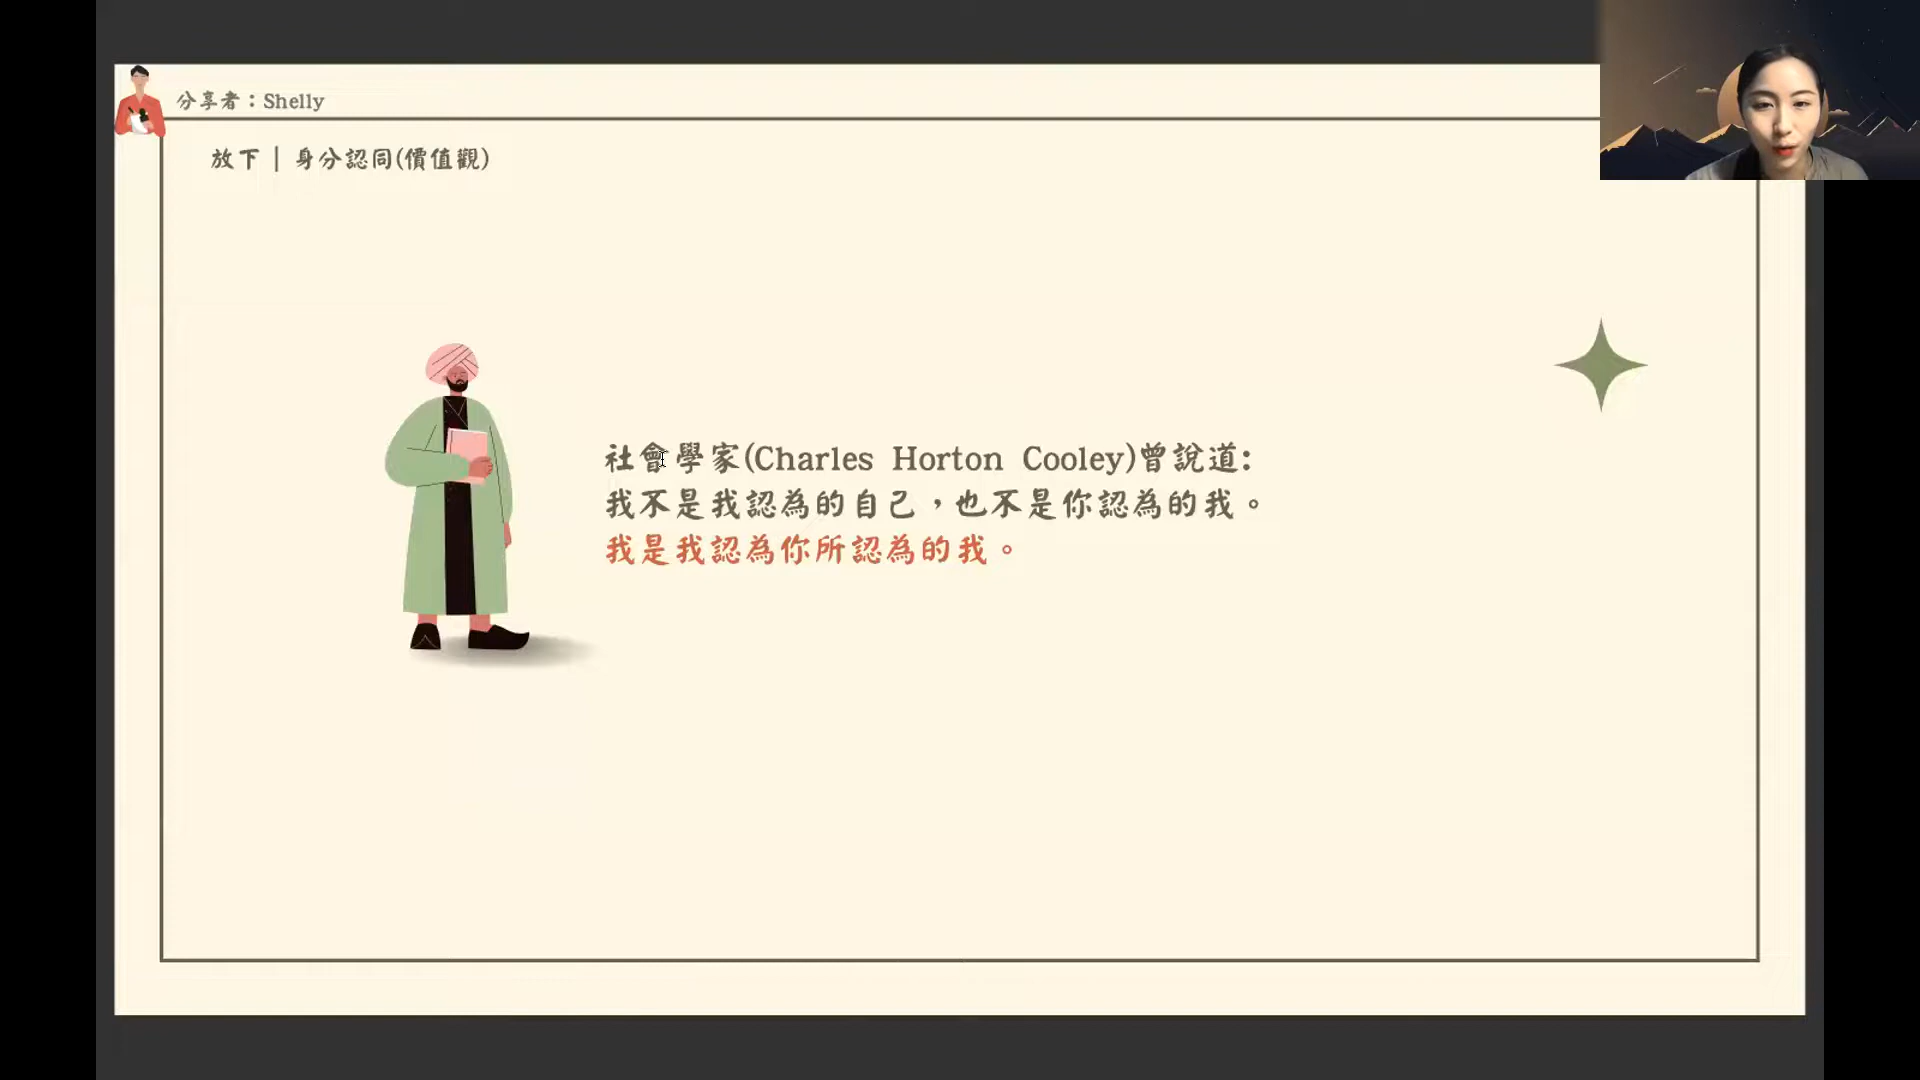 分享者：Shelly
放下｜身分認同(價值觀)
社會學家(Charles Horton Cooley)曾說道:
我不是我認為的自己，也不是你認為的我。
我是我認為你所認為的我。